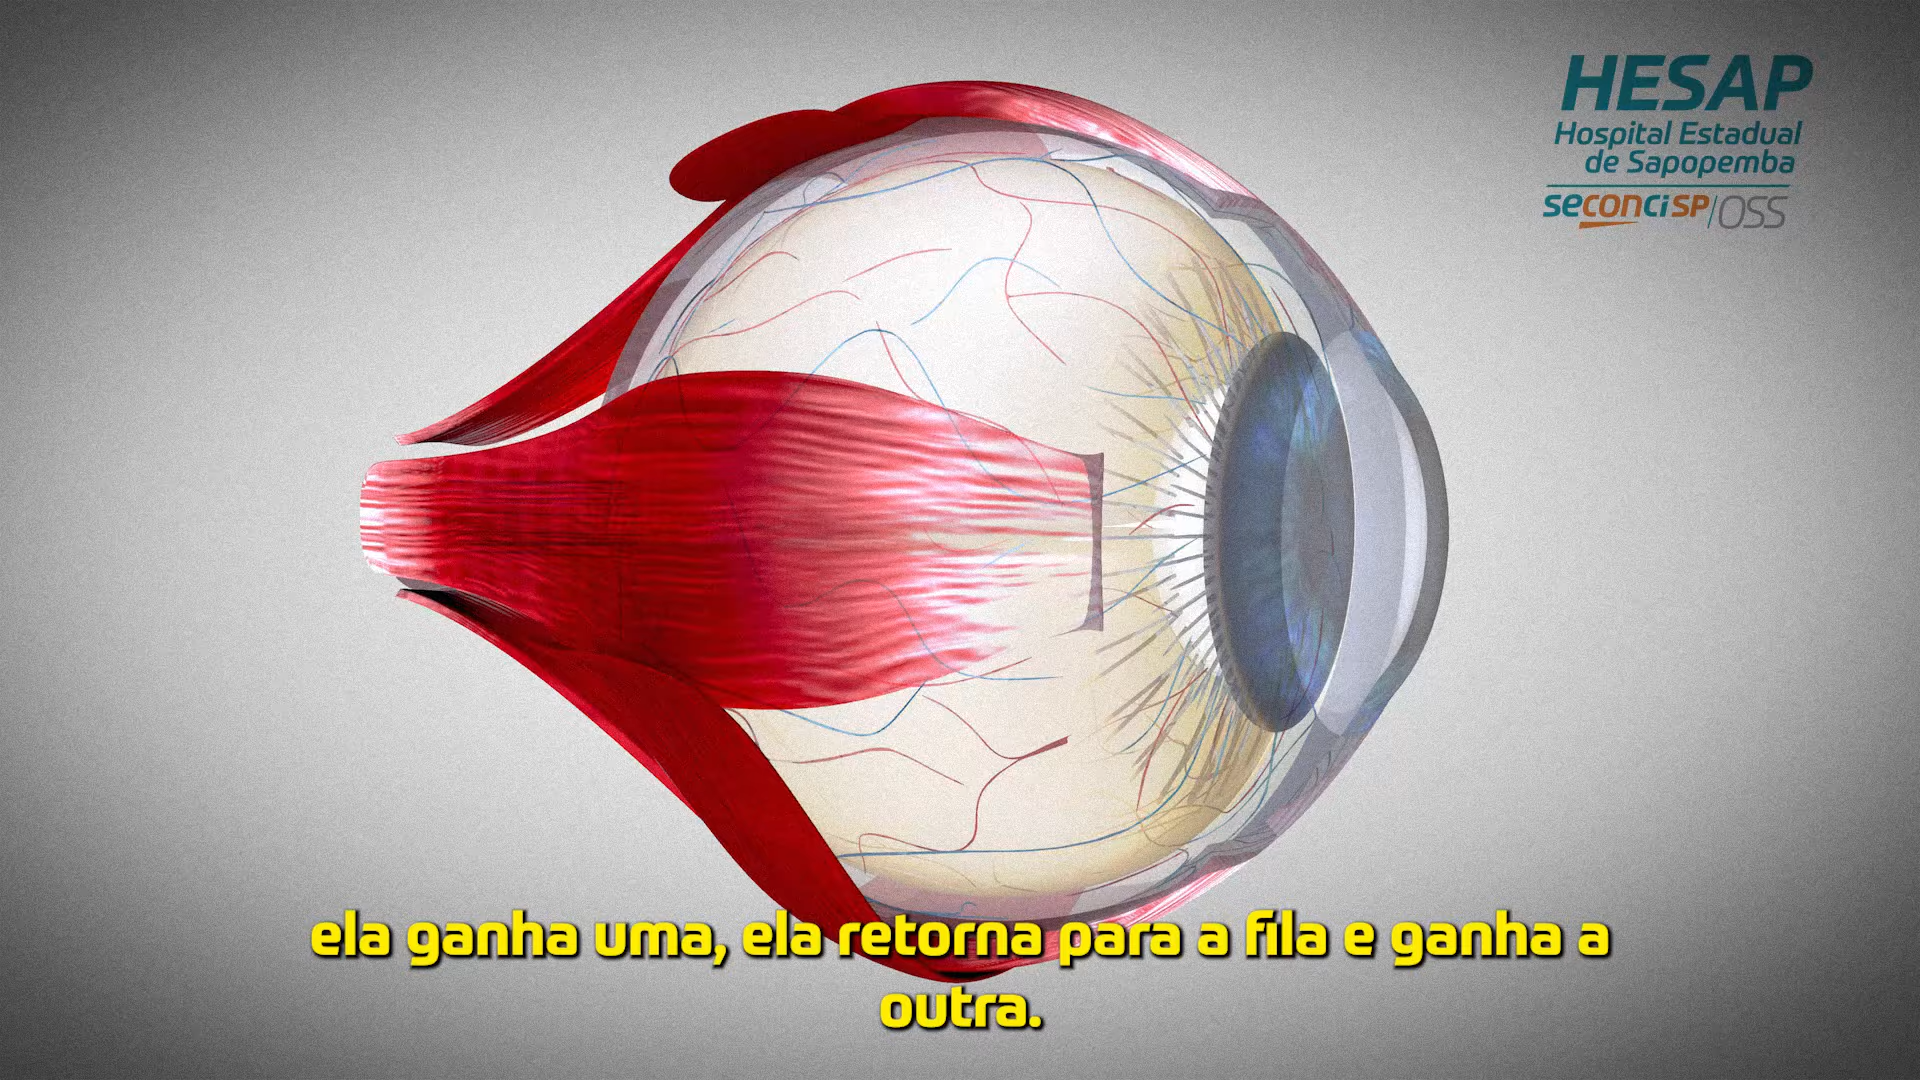 HESAP
Hospital Estadual
de Sapopemba
seconci sp/OSS
ela ganha uma, ela retorna para a fila e ganha a
outra.